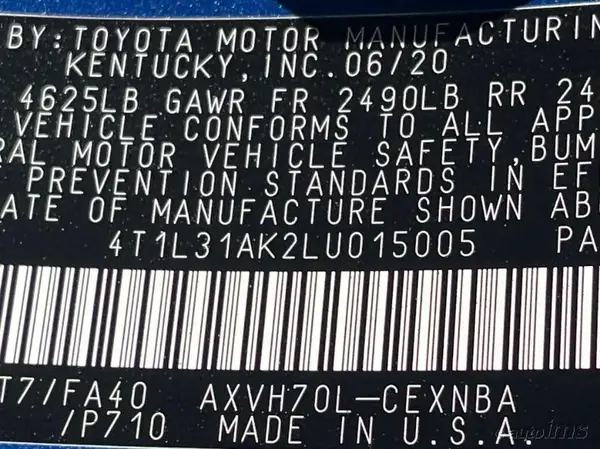 BY: TOYOTA MOTOR MANUFACTURIN
KENTUCKY, INC. 06/20
4625LB GAWR FR 2490LB RR 24
VEHICLE CONFORMS TO ALL APP
RAL MOTOR VEHICLE SAFETY, BUM
PREVENTION STANDARDS IN EF
ATE OF MANUFACTURE SHOWN AB
4T1L31AK2LU015005 PA
T7/FA40 AXVH70L-CEXNBA
/P710 MADE IN U.S.A.
autoims